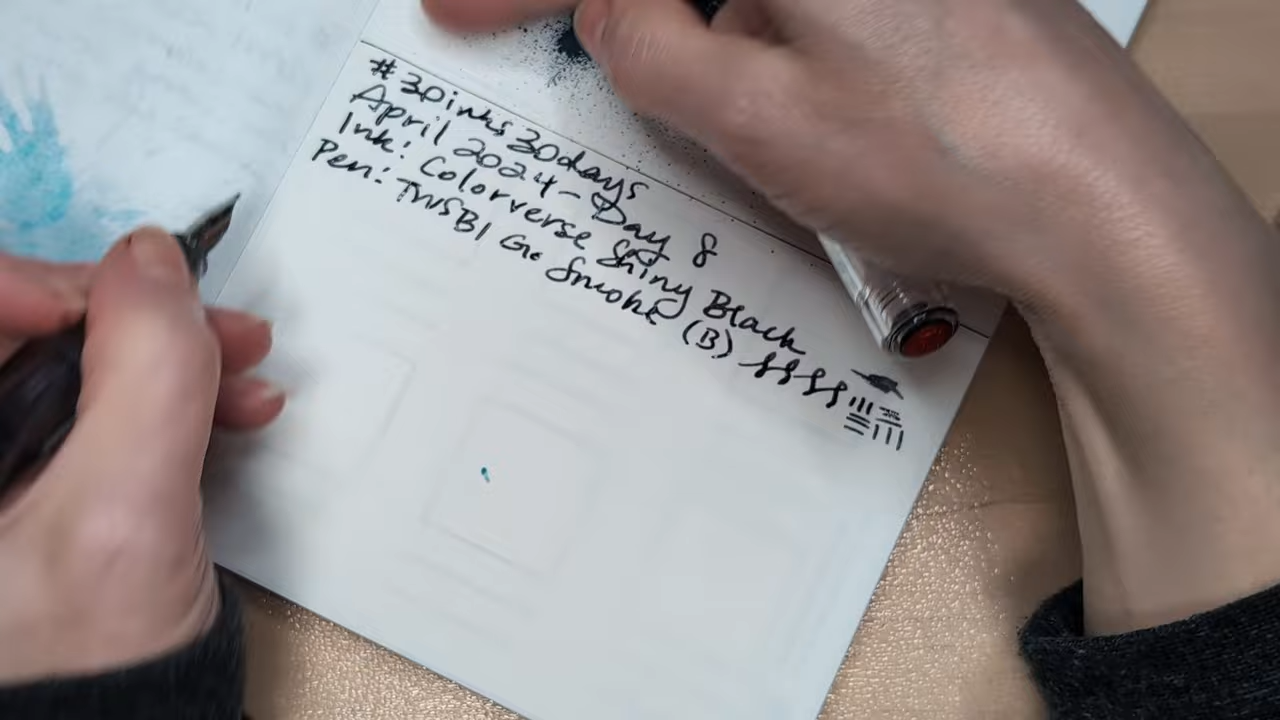 #30inks30days
April 2024 - Day 8
Ink: Colorverse Shiny Black
Pen: TWSBI Go Smoke (B)